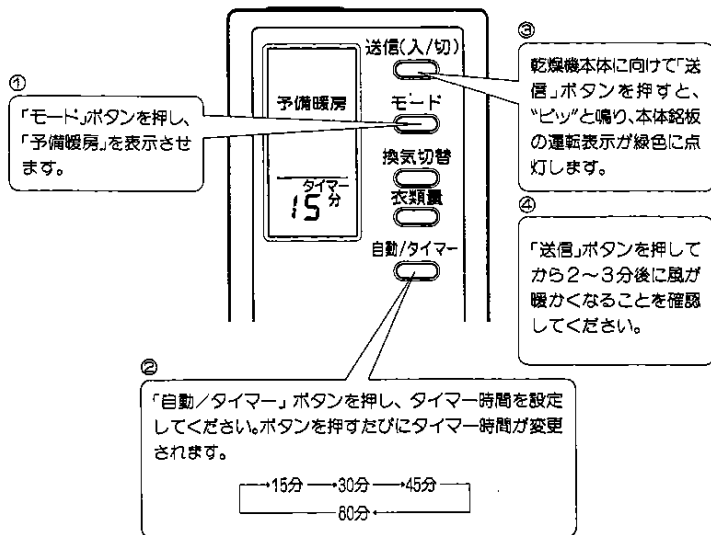 ①
「モード」ボタンを押し、
「予備暖房」を表示させ
ます。
送信(入/切)
予備暖房
モード
換気切替
タイマー
15分
衣類量
自動/タイマー
③
乾燥機本体に向けて「送
信」ボタンを押すと、
“ピッ”と鳴り、本体銘板
の運転表示が緑色に点
灯します。
④
「送信」ボタンを押して
から2～3分後に風が
暖かくなることを確認
してください。
②
「自動／タイマー」ボタンを押し、タイマー時間を設定
してください。ボタンを押すたびにタイマー時間が変更
されます。
→15分→30分→45分
60分